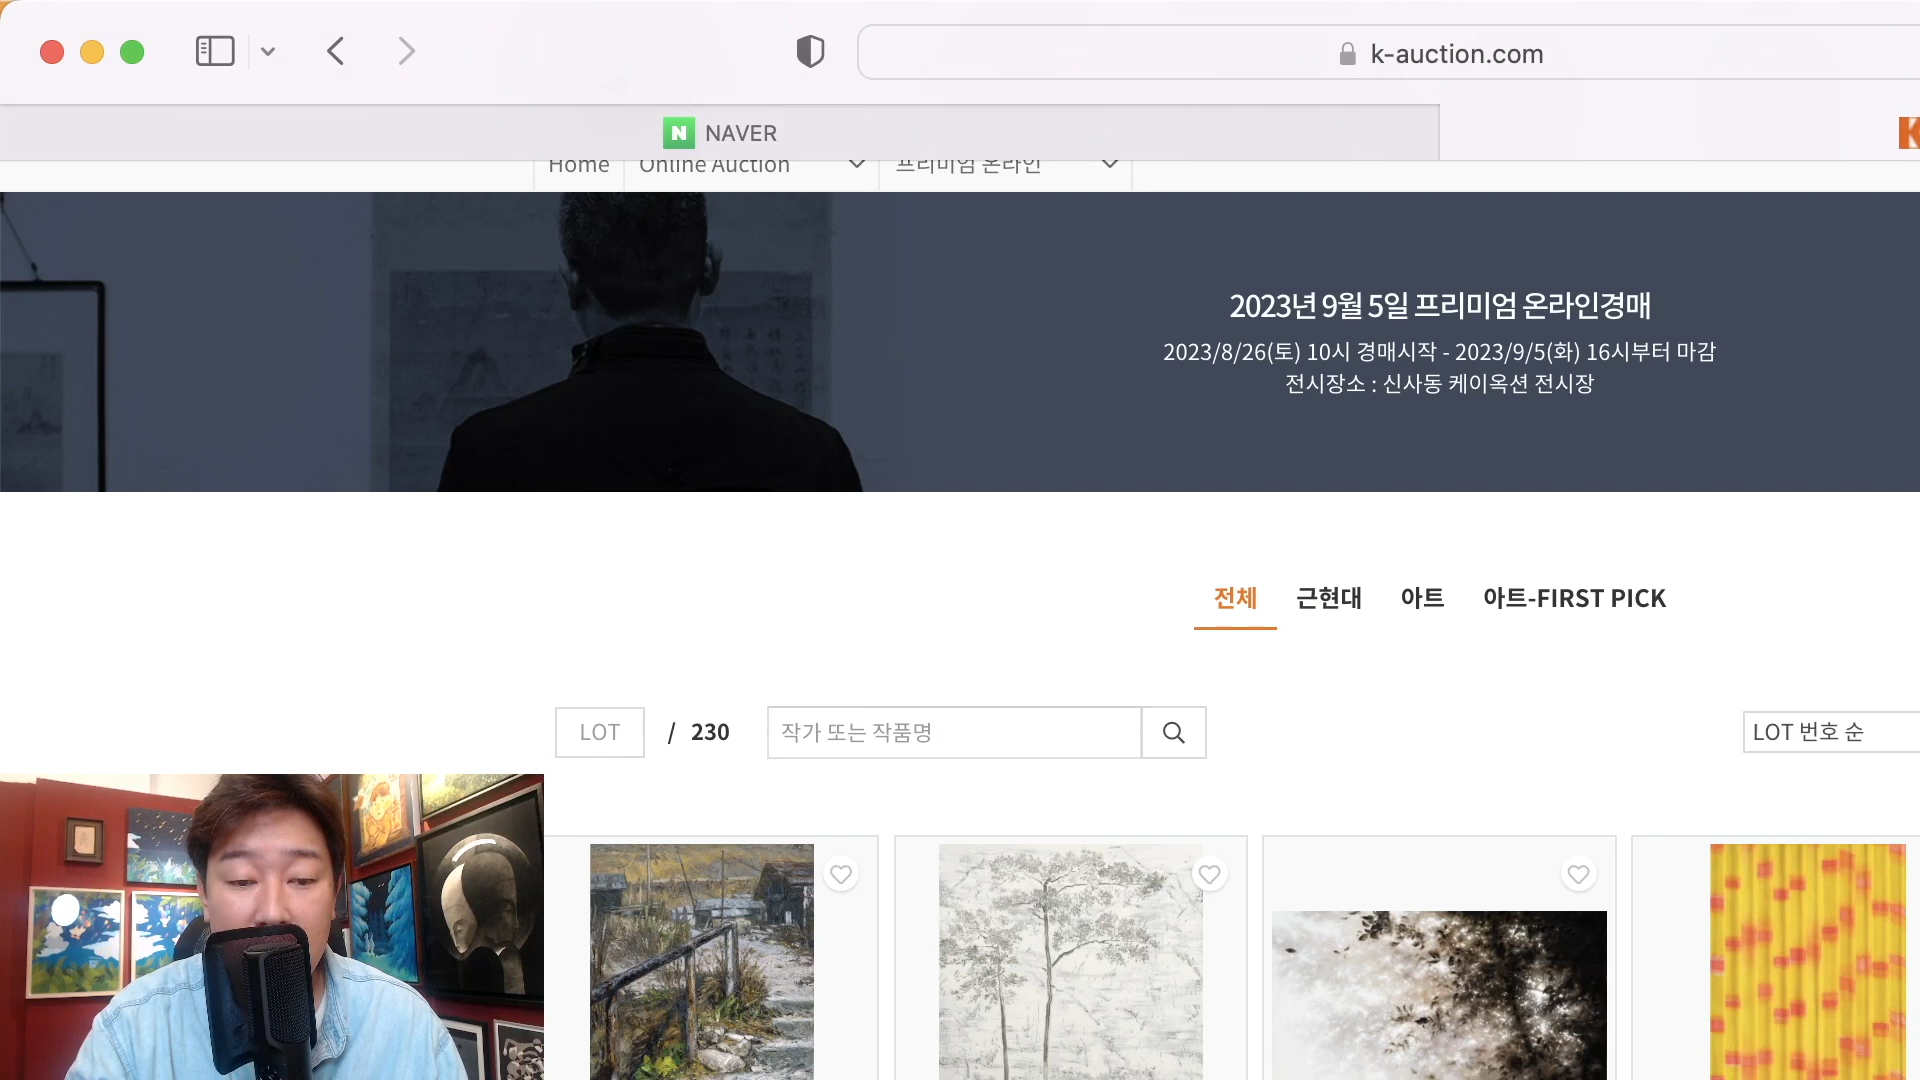 k-auction.com
N NAVER
K
Home Online Auction 프리미엄 온라인
2023년 9월 5일 프리미엄 온라인경매
2023/8/26(토) 10시 경매시작 - 2023/9/5(화) 16시부터 마감
전시장소 : 신사동 케이옥션 전시장
전체 근현대 아트 아트-FIRST PICK
LOT / 230 작가 또는 작품명 LOT 번호 순